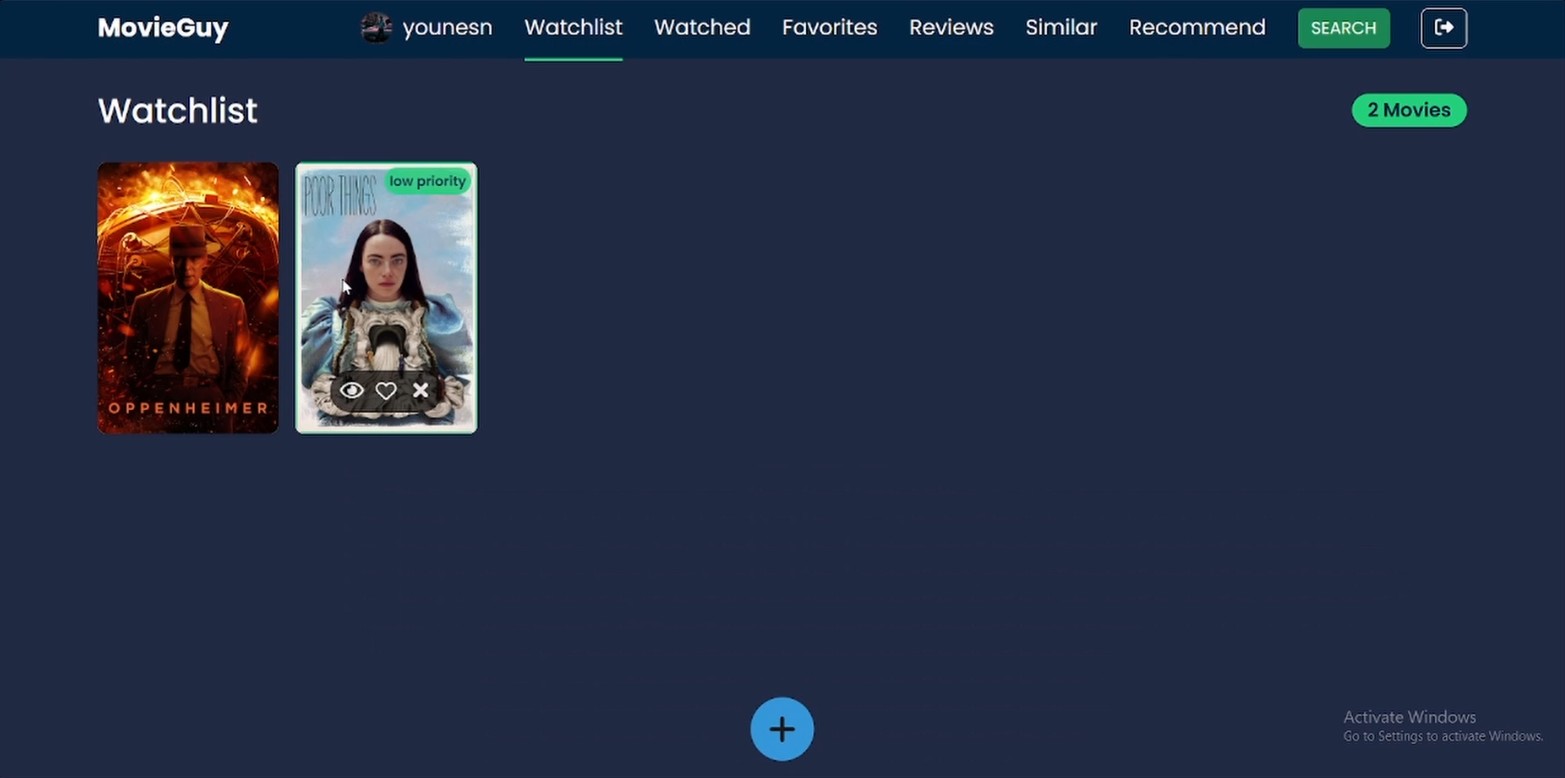 MovieGuy younesn Watchlist Watched Favorites Reviews Similar Recommend SEARCH
Watchlist 2 Movies
POOR THINGS low priority
OPPENHEIMER
Activate Windows
Go to Settings to activate Windows.